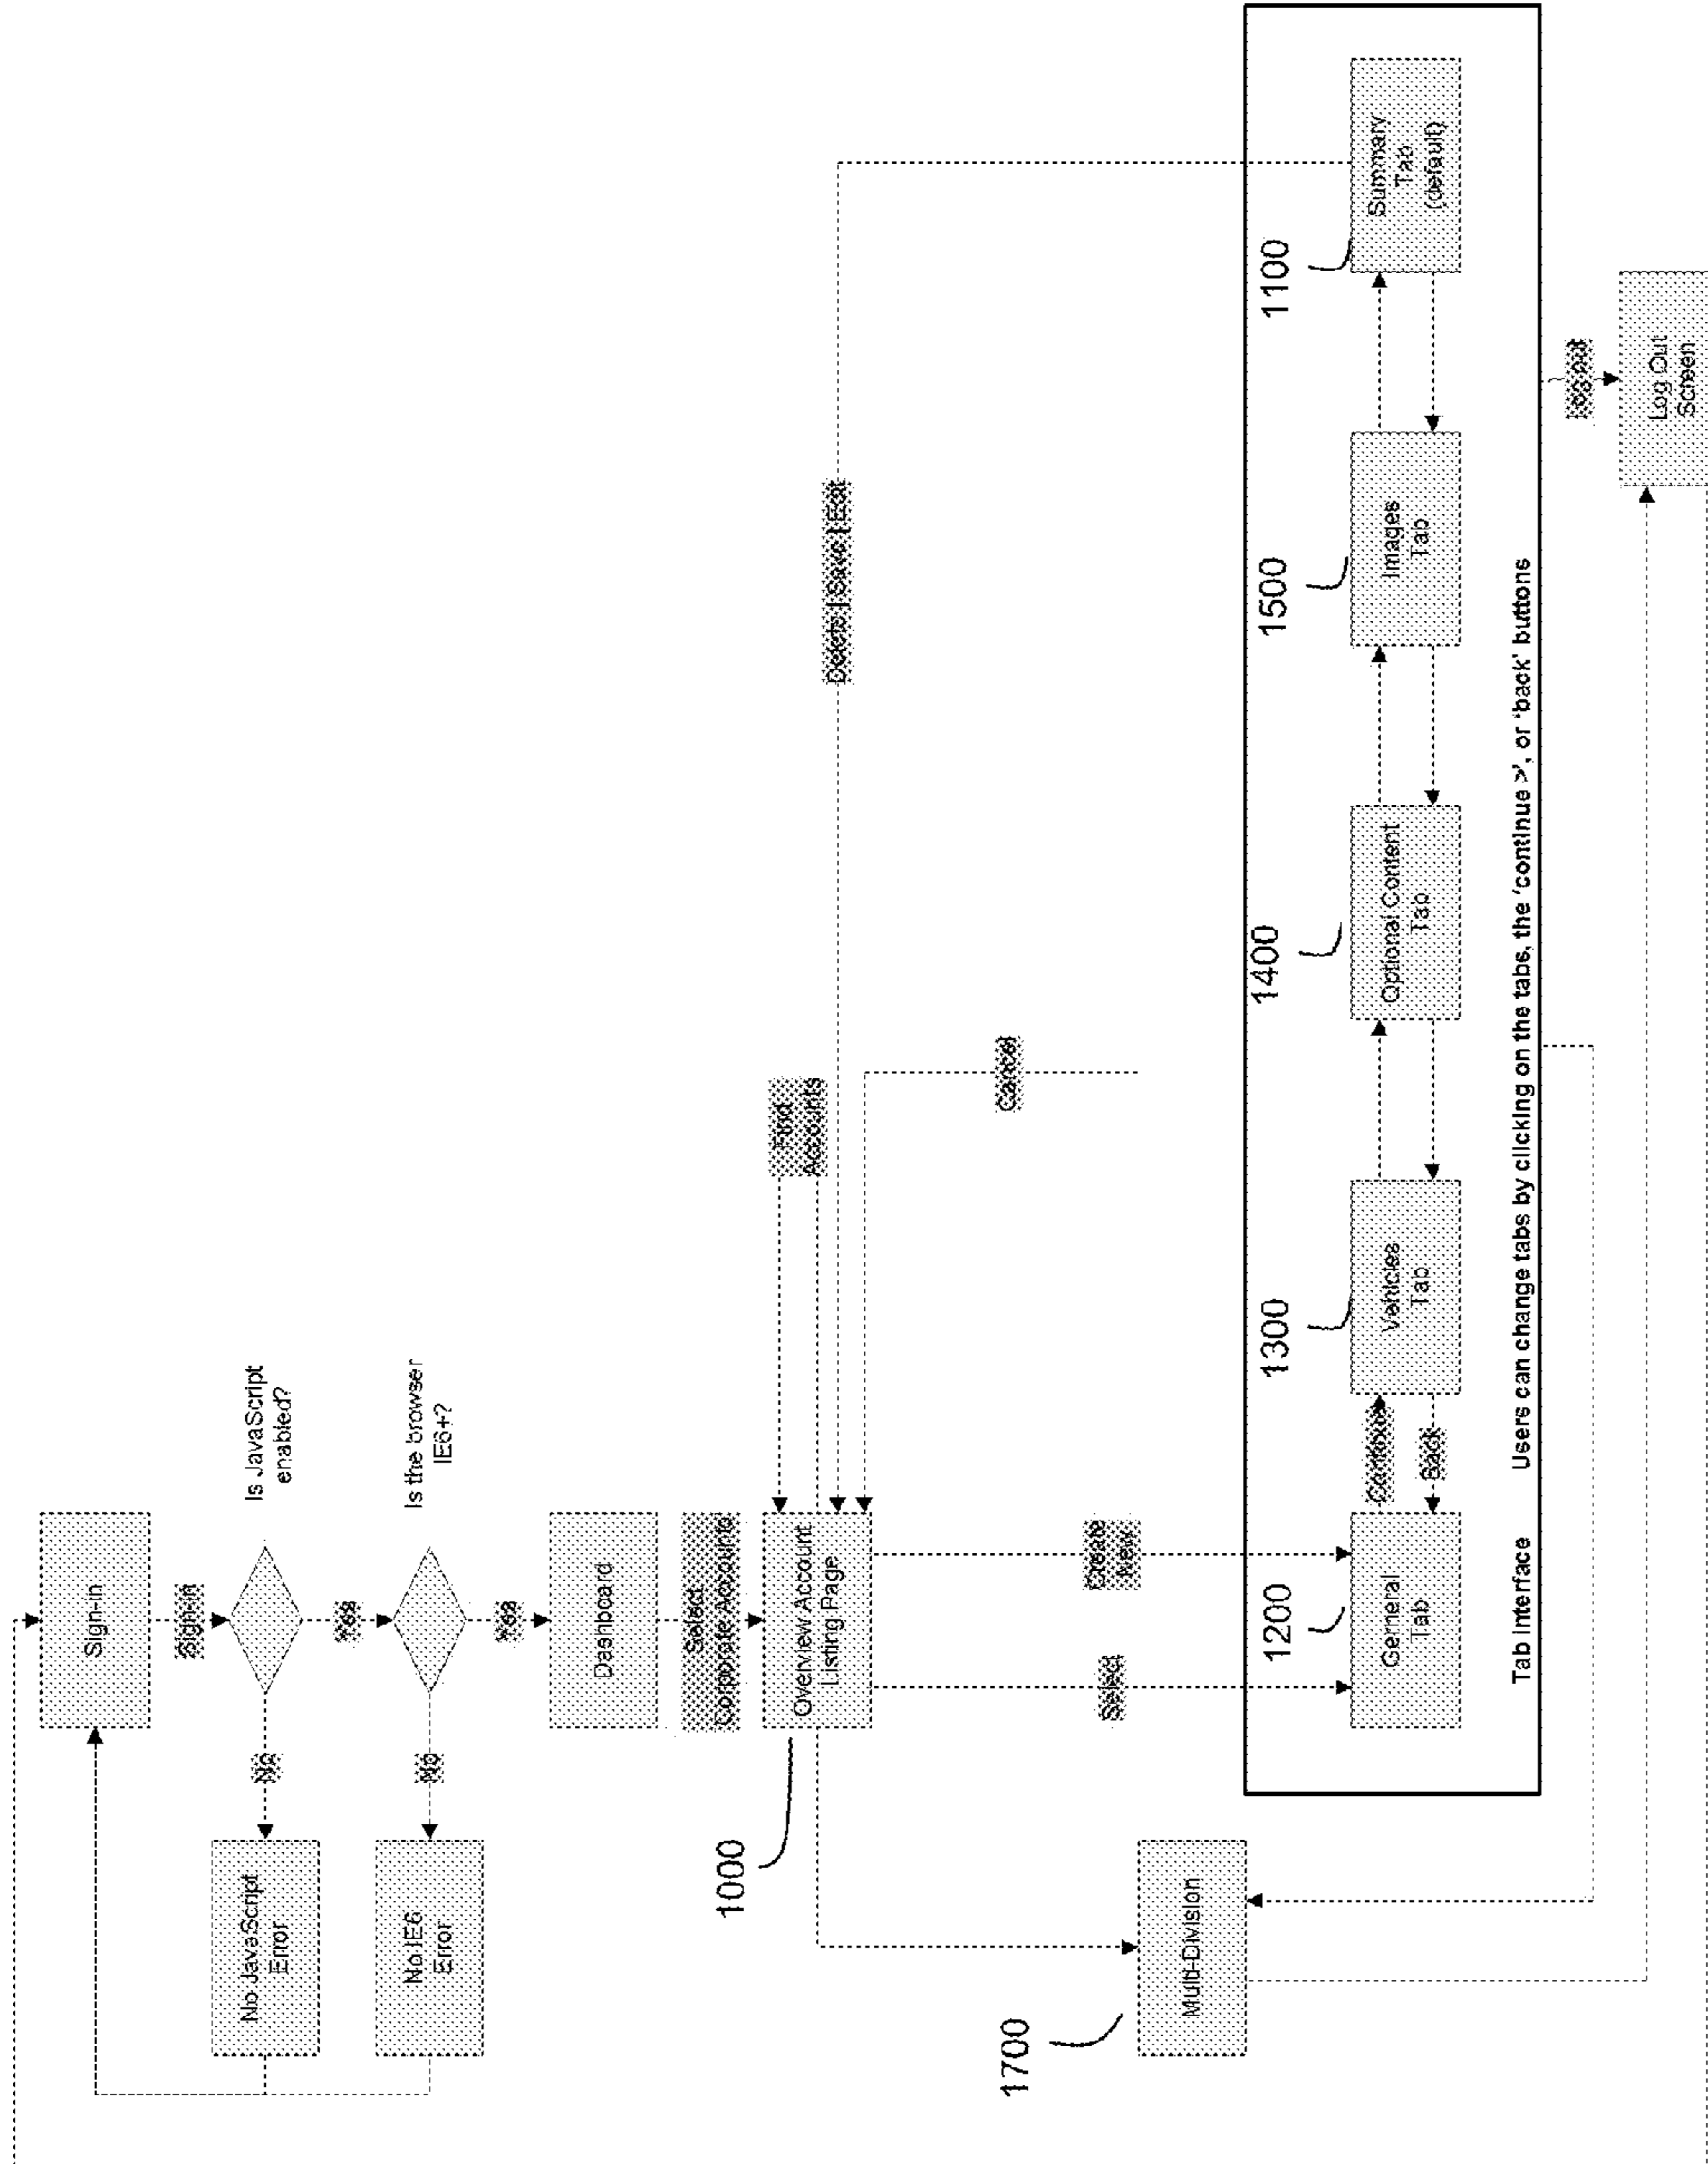 Sign-in
Sign-in
Is JavaScript
enabled?
No
No JavaScript
Error
Yes
Is the browser
IE6+?
No
No IE6
Error
Yes
Dashboard
Select
Corporate Accounts
Overview Account
Listing Page
1000
Find
Accounts
Delete | Save | Edit
Cancel
Select
Create
New
Multi-Division
1700
General
Tab
1200
Continue
Back
Vehicles
Tab
1300
Optional Content
Tab
1400
Images
Tab
1500
Summary
Tab
(default)
1100
Tab Interface
Users can change tabs by clicking on the tabs, the 'continue >', or 'back' buttons
Log out
Log Out
Screen